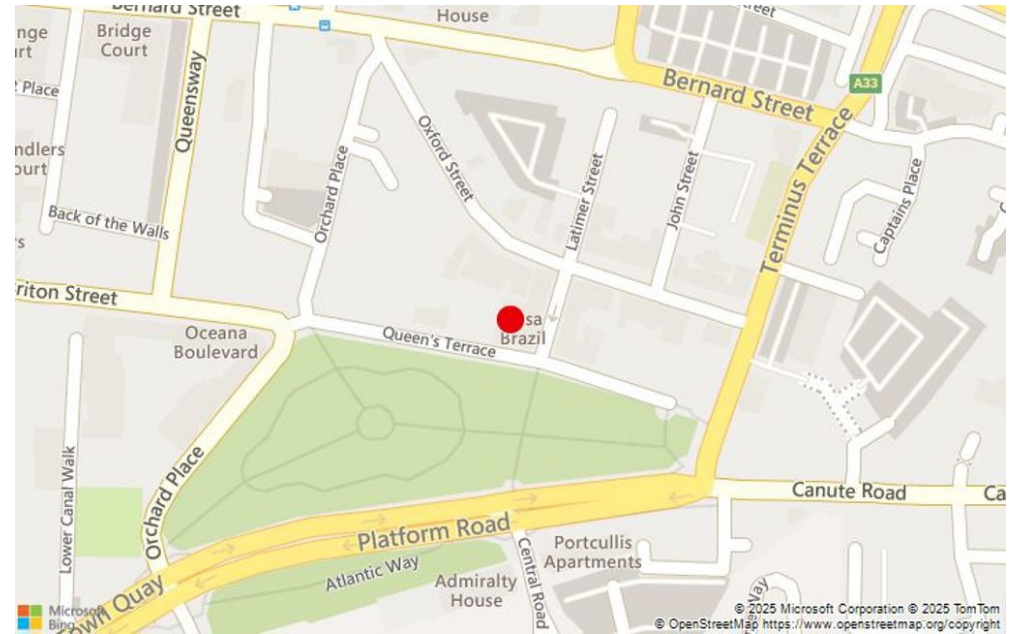 Bernard Street
House
Bridge
Court
Place
Queensway
Back of the Walls
Oxford Street
Orchard Place
Latimer Street
John Street
Bernard Street
A33
Terminus Terrace
Captains Place
Oceana
Boulevard
Queen's Terrace
Brazil
Lower Canal Walk
Orchard Place
Platform Road
Canute Road
Atlantic Way
Central Road
Portcullis
Apartments
Admiralty
House
Quay
Microsoft
Bing
© 2025 Microsoft Corporation © 2025 TomTom
© OpenStreetMap https://www.openstreetmap.org/copyright